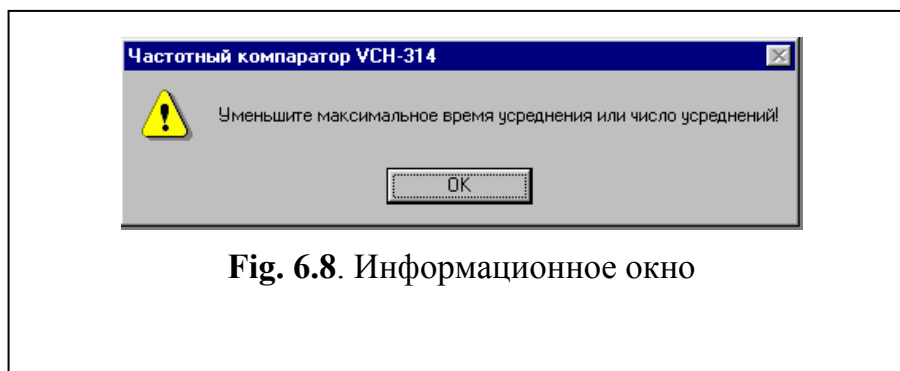 Частотный компаратор VCH-314
Уменьшите максимальное время усреднения или число усреднений!
OK
Fig. 6.8. Информационное окно